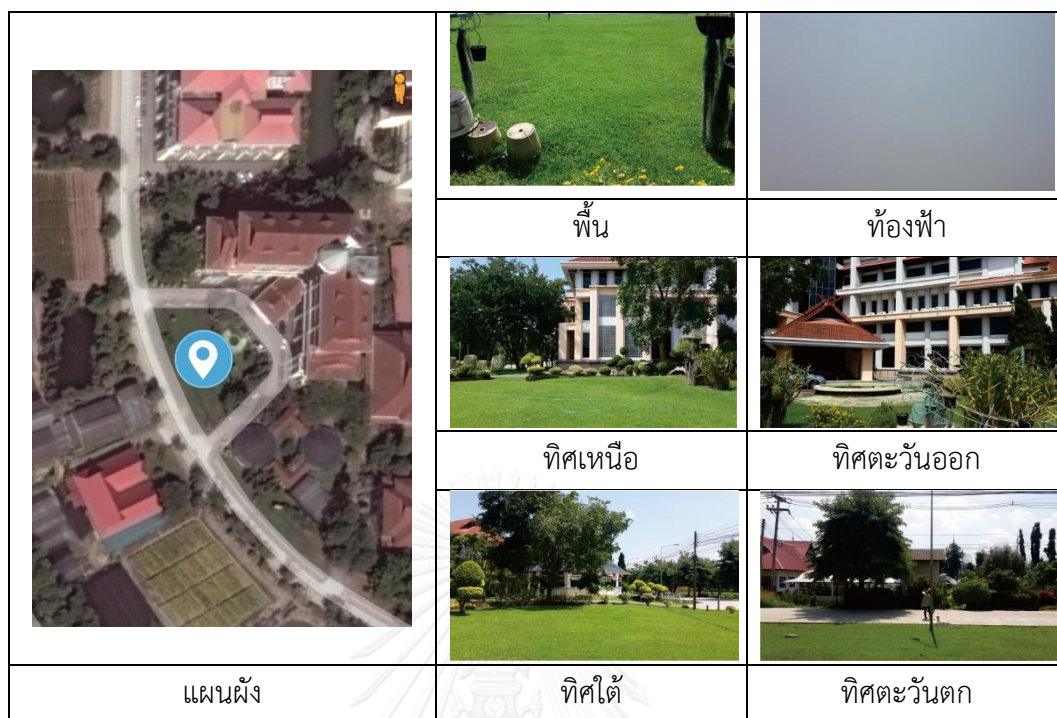 พื้น
ท้องฟ้า
ทิศเหนือ
ทิศตะวันออก
แผนผัง
ทิศใต้
ทิศตะวันตก